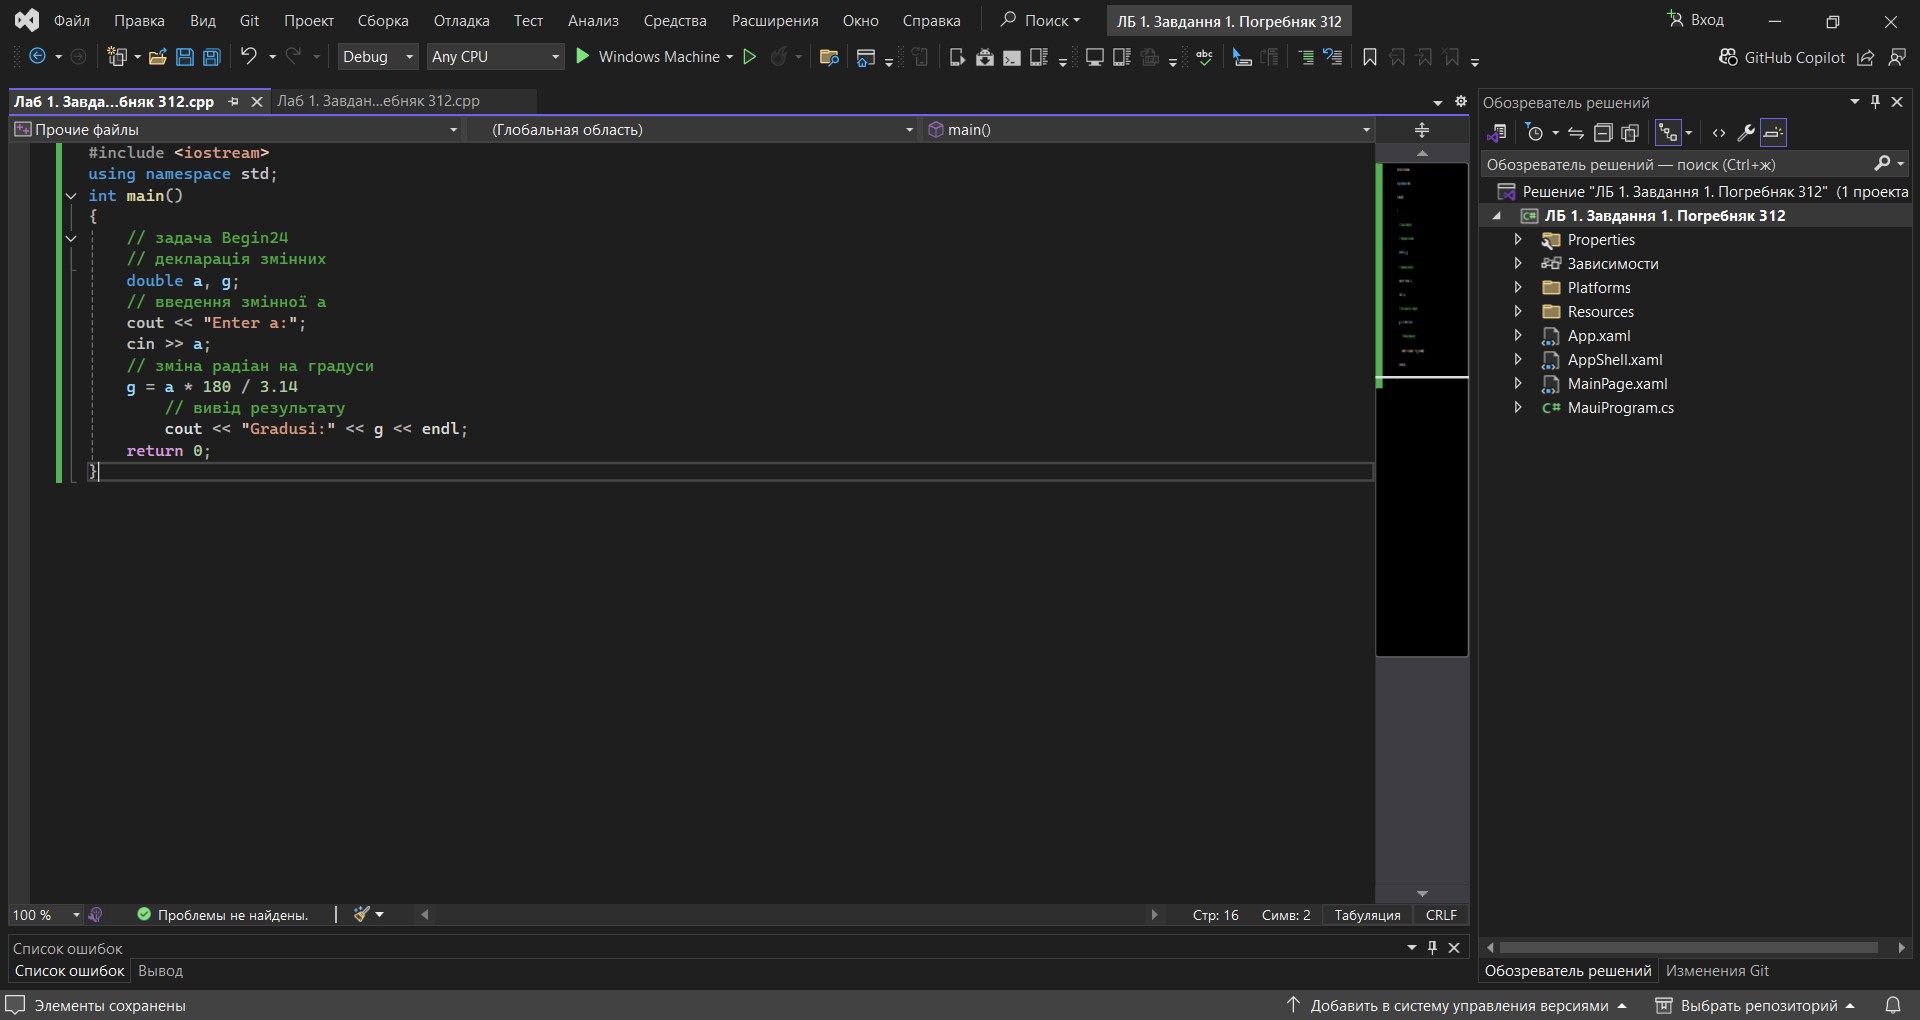 Файл Правка Вид Git Проект Сборка Отладка Тест Анализ Средства Расширения Окно Справка Поиск ЛБ 1. Завдання 1. Погребняк 312 Вход
Debug Any CPU Windows Machine abc GitHub Copilot
Лаб 1. Завда...бняк 312.cpp Лаб 1. Завдан...ебняк 312.cpp
Прочие файлы (Глобальная область) main()
#include <iostream>
using namespace std;
int main()
{
// задача Begin24
// декларація змінних
double a, g;
// введення змінної a
cout << "Enter a:";
cin >> a;
// зміна радіан на градуси
g = a * 180 / 3.14
// вивід результату
cout << "Gradusi:" << g << endl;
return 0;
}
100 % Проблемы не найдены. Стр: 16 Симв: 2 Табуляция CRLF
Список ошибок
Список ошибок Вывод
Обозреватель решений
Обозреватель решений — поиск (Ctrl+ж)
Решение "ЛБ 1. Завдання 1. Погребняк 312" (1 проекта
C# ЛБ 1. Завдання 1. Погребняк 312
Properties
Зависимости
Platforms
Resources
App.xaml
AppShell.xaml
MainPage.xaml
C# MauiProgram.cs
Обозреватель решений Изменения Git
Элементы сохранены Добавить в систему управления версиями Выбрать репозиторий